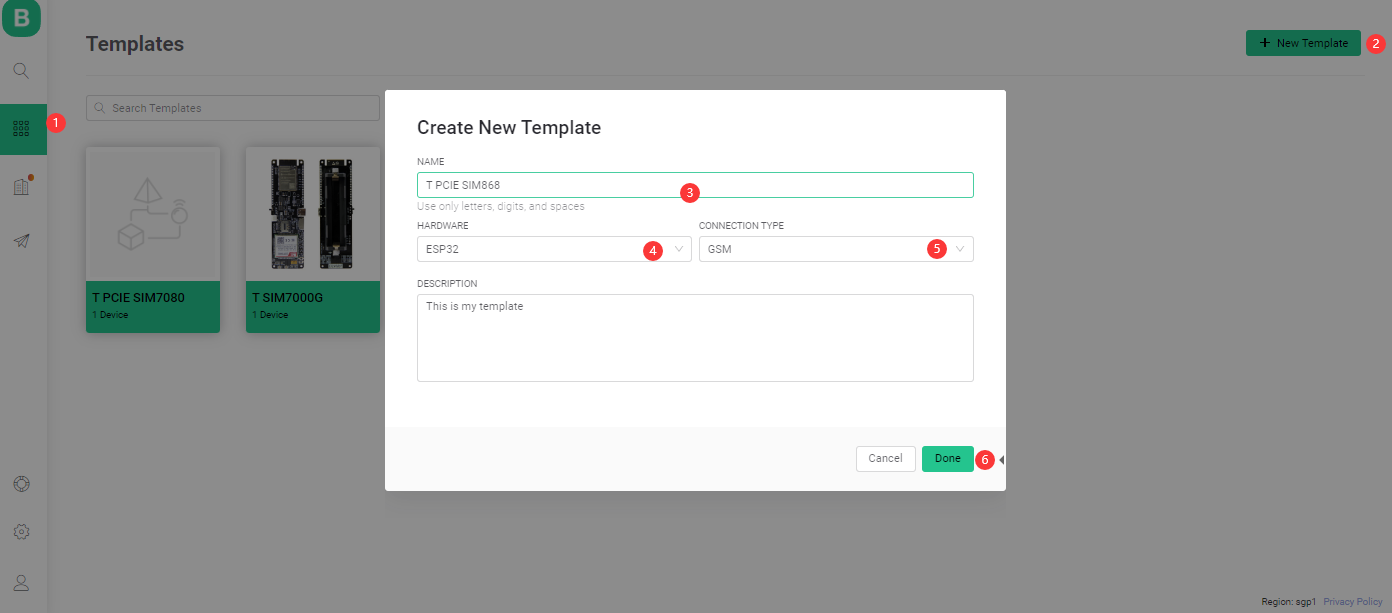 B
Templates
+ New Template
2
Search Templates
1
Create New Template
NAME
T PCIE SIM868
3
Use only letters, digits, and spaces
HARDWARE
CONNECTION TYPE
ESP32
4
GSM
5
T PCIE SIM7080
1 Device
T SIM7000G
1 Device
DESCRIPTION
This is my template
Cancel
Done
6
Region: sgp1 Privacy Policy